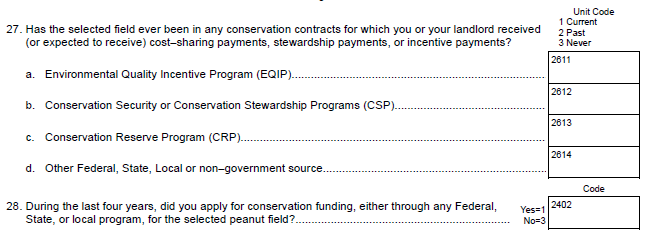 Unit Code
1 Current
2 Past
3 Never
27. Has the selected field ever been in any conservation contracts for which you or your landlord received
(or expected to receive) cost–sharing payments, stewardship payments, or incentive payments?
2611
a. Environmental Quality Incentive Program (EQIP)
2612
b. Conservation Security or Conservation Stewardship Programs (CSP)
2613
c. Conservation Reserve Program (CRP)
2614
d. Other Federal, State, Local or non–government source
Code
28. During the last four years, did you apply for conservation funding, either through any Federal,
State, or local program, for the selected peanut field?
Yes=1
No=3
2402